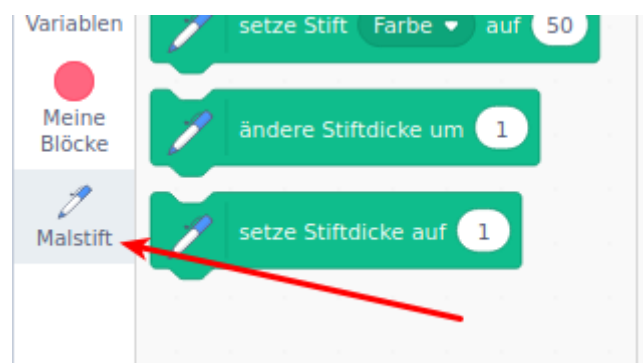 Variablen
Meine
Blöcke
Malstift
setze Stift Farbe auf 50
ändere Stiftdicke um 1
setze Stiftdicke auf 1